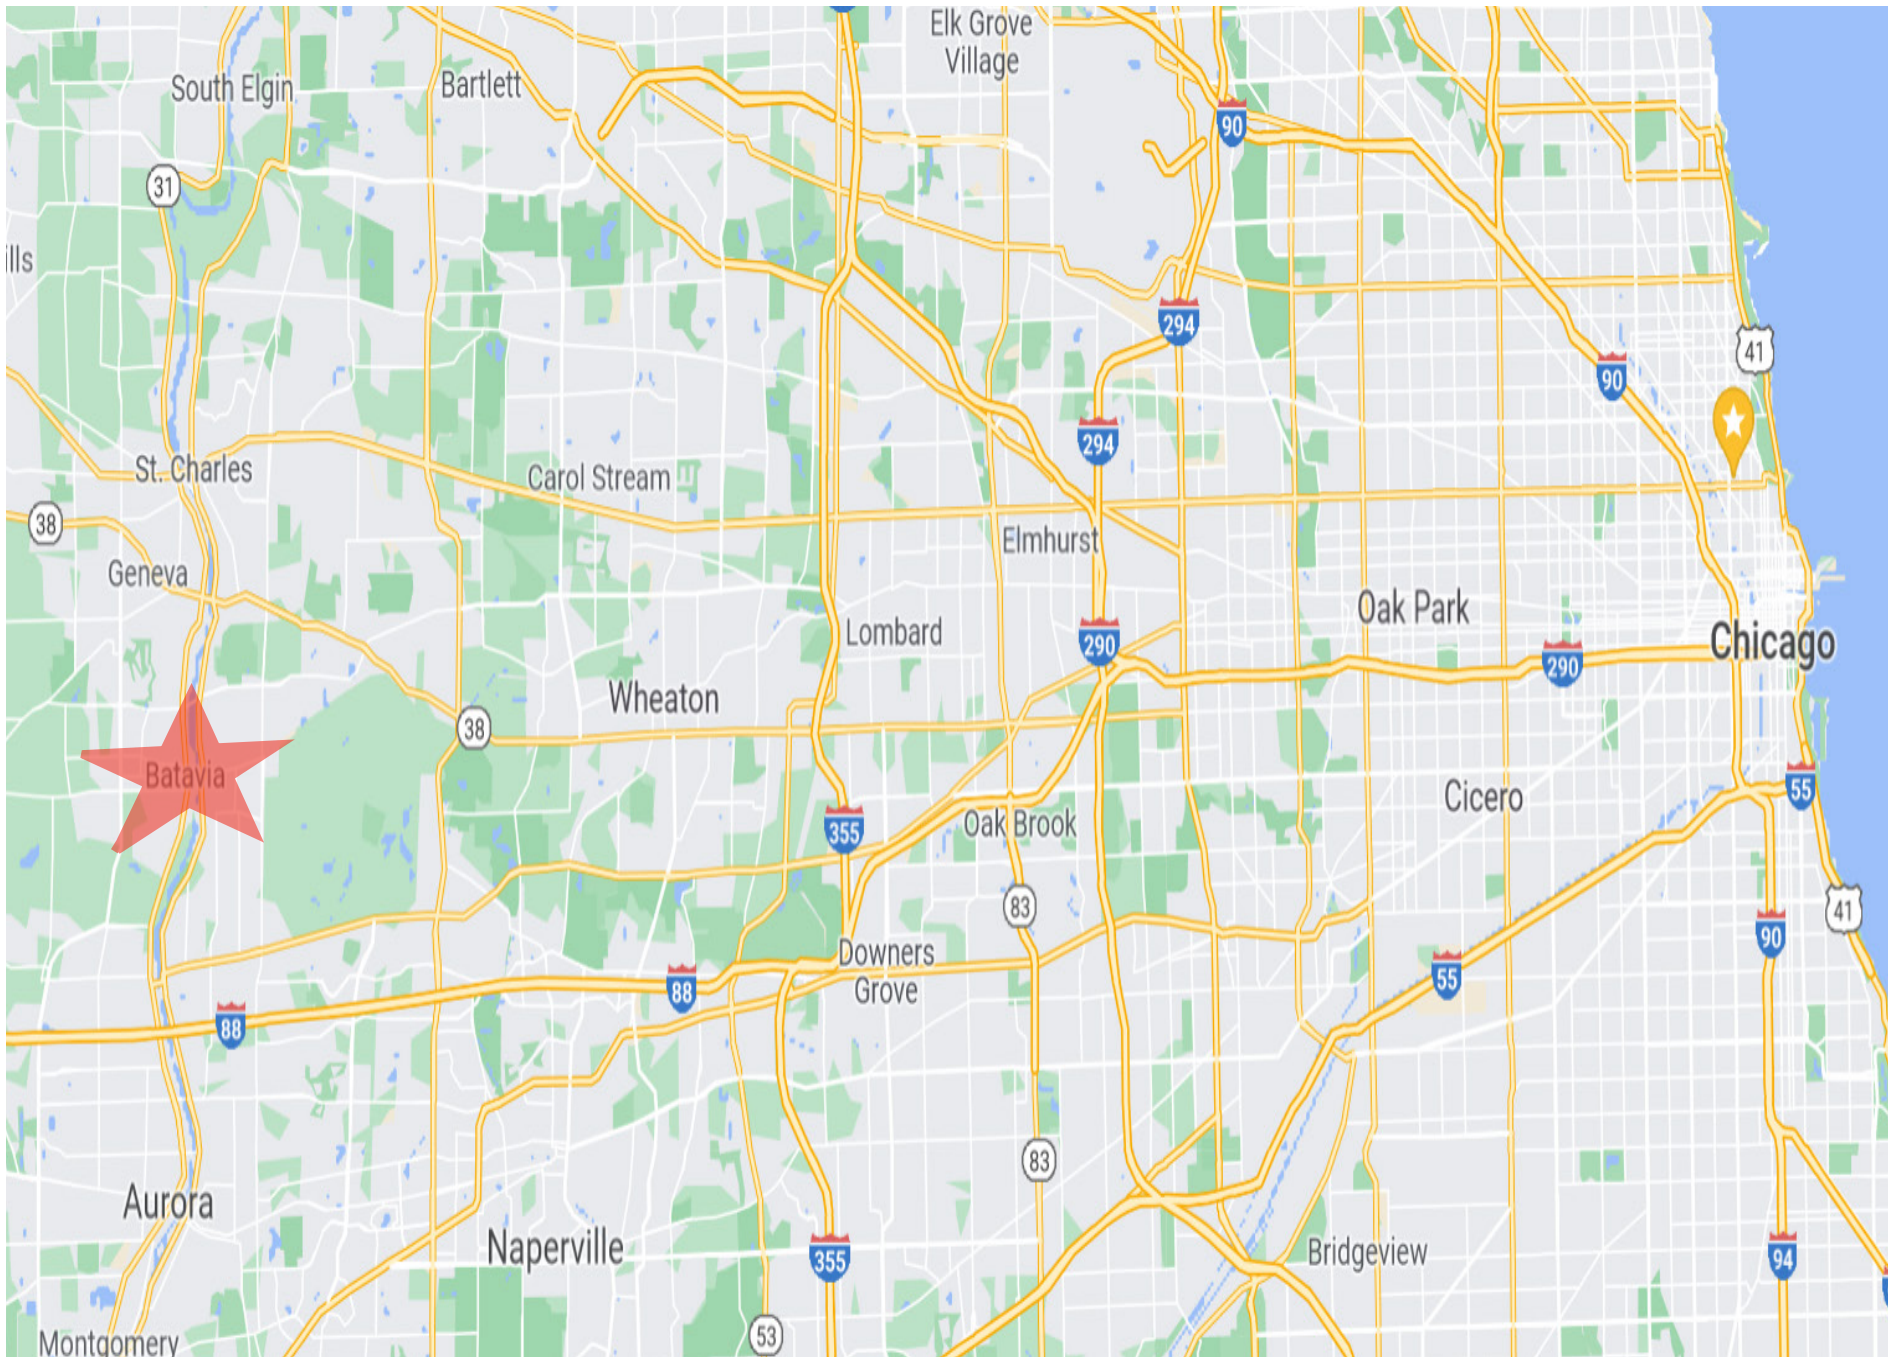 Elk Grove
Village
South Elgin
Bartlett
90
31
ills
294
41
90
294
St. Charles
Carol Stream
38
Elmhurst
Geneva
Oak Park
Lombard
290
Chicago
290
Wheaton
38
Batavia
55
Cicero
Oak Brook
355
83
41
90
Downers
Grove
55
88
88
83
Aurora
Naperville
Bridgeview
355
94
53
Montgomery